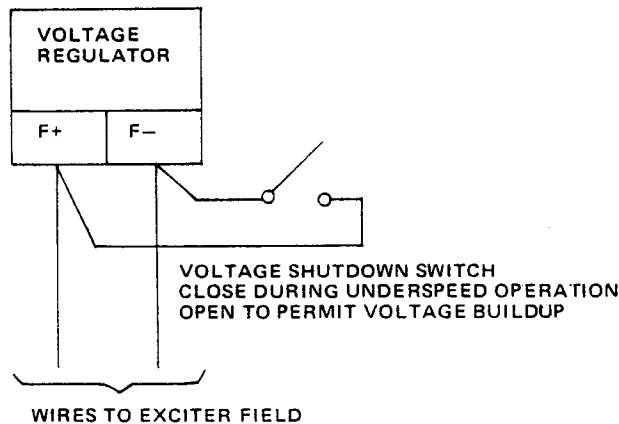 VOLTAGE
REGULATOR
F+
F–
VOLTAGE SHUTDOWN SWITCH
CLOSE DURING UNDERSPEED OPERATION
OPEN TO PERMIT VOLTAGE BUILDUP
WIRES TO EXCITER FIELD